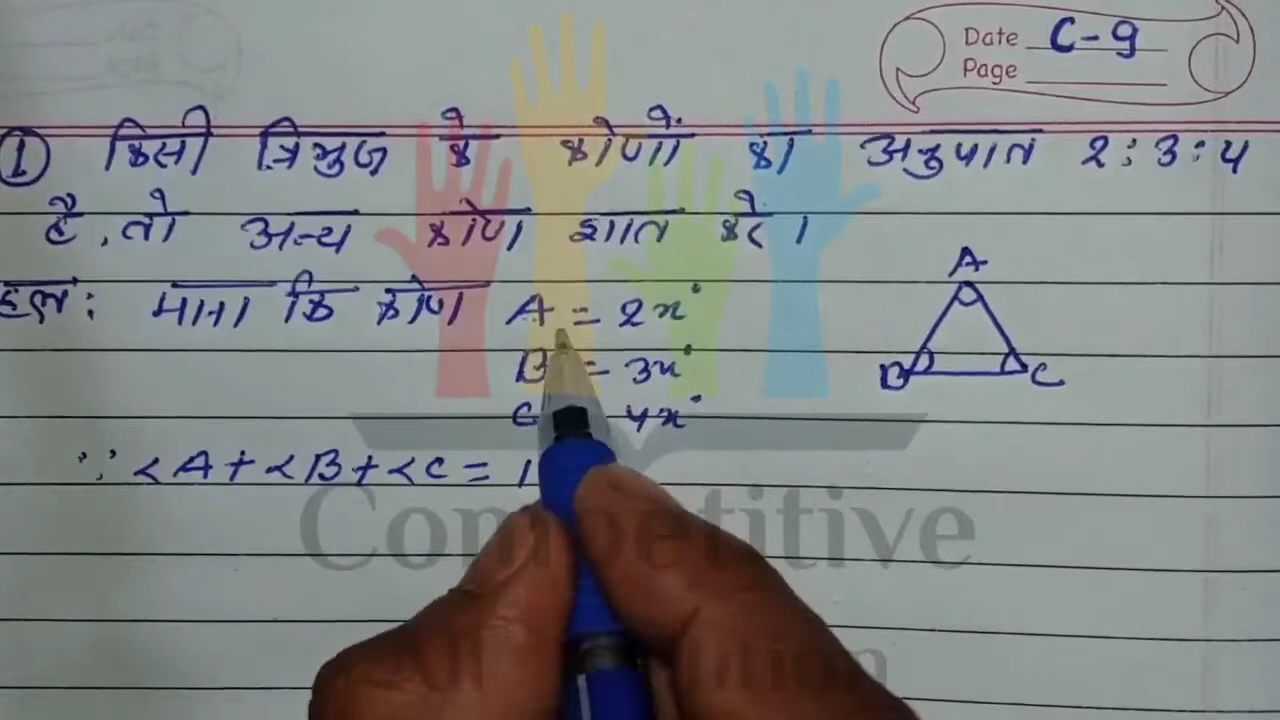 Date C-9
Page
① किसी त्रिभुज के कोणों का अनुपात 2:3:4
है, तो अन्य कोण ज्ञात करें।
हल: माना कि कोण A = 2x°
B = 3x°
C 4x°
∵ <A+<B+<C = 1
A
B C
Competitive